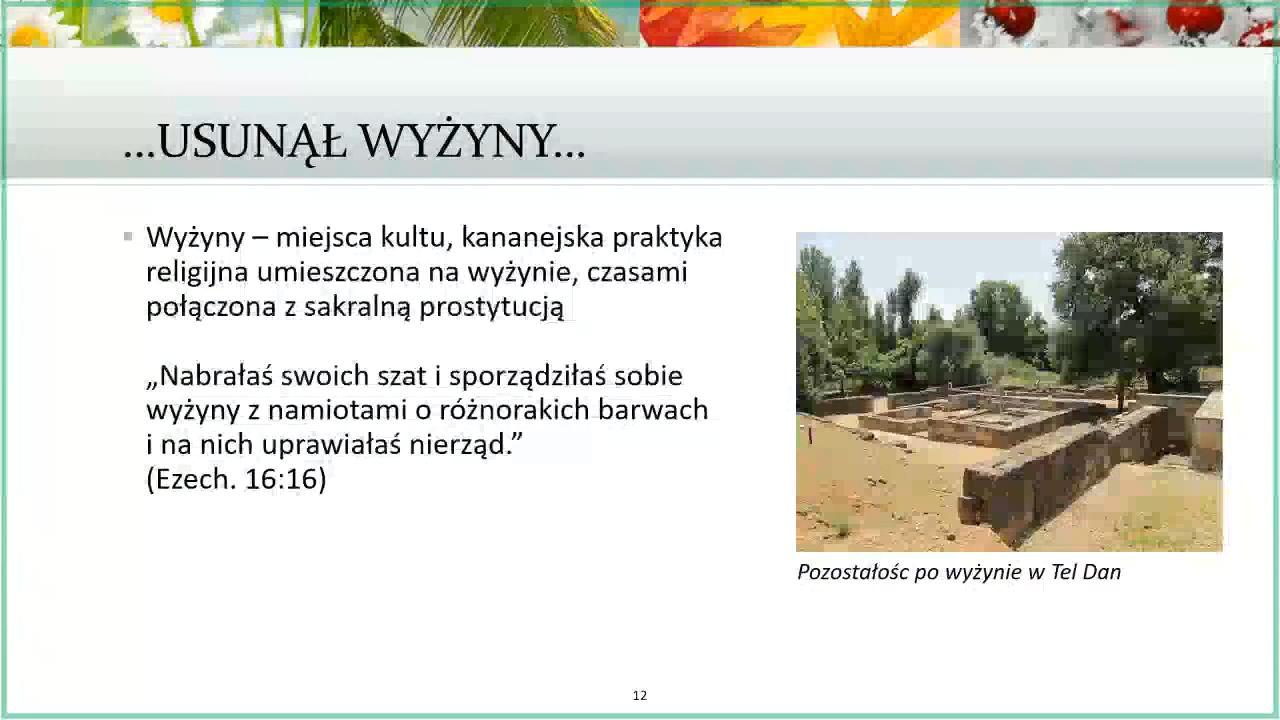 ...USUNĄŁ WYŻYNY...
Wyżyny – miejsca kultu, kananejska praktyka
religijna umieszczona na wyżynie, czasami
połączona z sakralną prostytucją
„Nabrałaś swoich szat i sporządziłaś sobie
wyżyny z namiotami o różnorakich barwach
i na nich uprawiałaś nierząd.”
(Ezech. 16:16)
Pozostałośc po wyżynie w Tel Dan
12